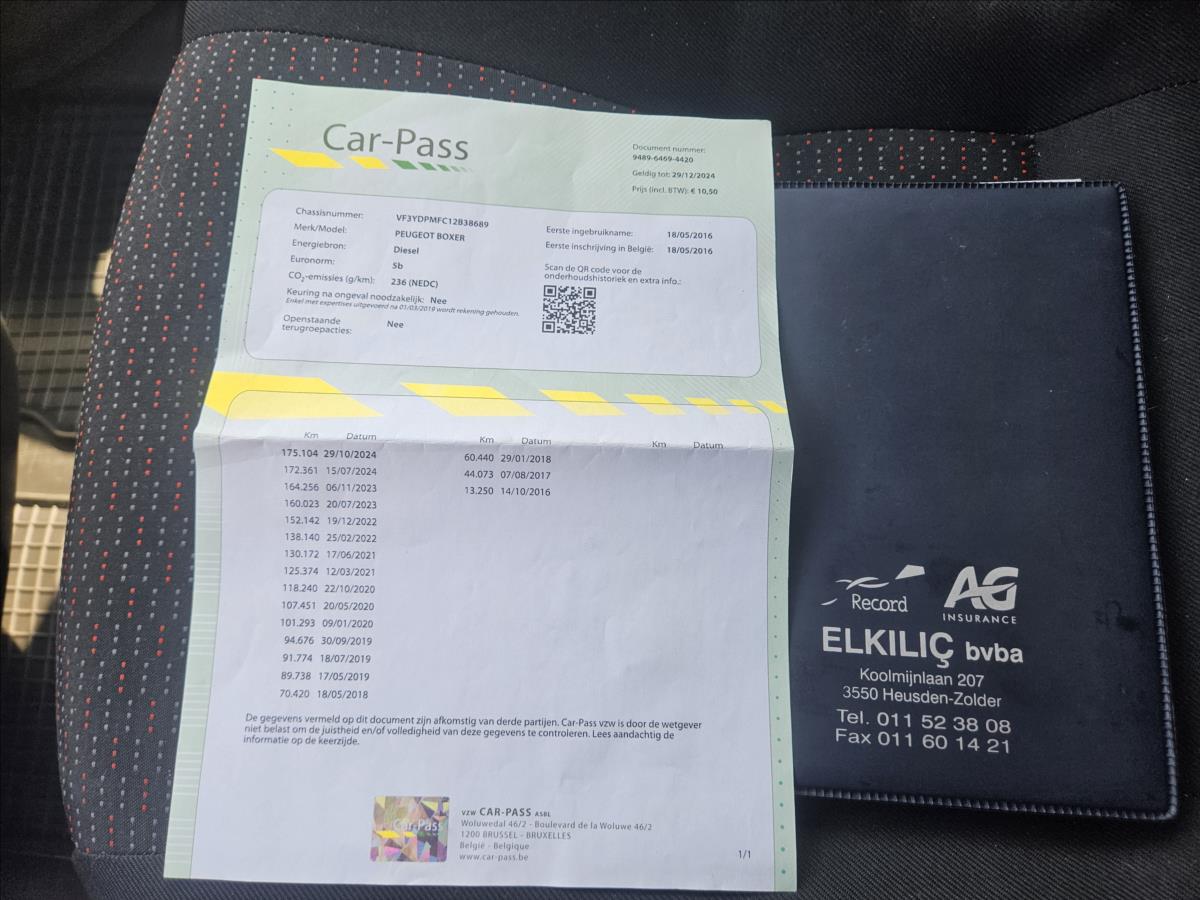 Car-Pass
Document nummer:
9489-6469-4420
Geldig tot: 29/12/2024
Prijs (incl. BTW): € 10,50
Chassisnummer: VF3YDPMFC12B38689
Merk/Model: PEUGEOT BOXER
Energiebron: Diesel
Euronorm: 5b
CO2-emissies (g/km): 236 (NEDC)
Keuring na ongeval noodzakelijk: Nee
Enkel met expertises uitgevoerd na 01/03/2019 wordt rekening gehouden.
Openstaande
terugroepacties: Nee
Eerste ingebruikname: 18/05/2016
Eerste inschrijving in België: 18/05/2016
Scan de QR code voor de
onderhoudshistoriek en extra info.:
Km Datum
175.104 29/10/2024
172.361 15/07/2024
164.256 06/11/2023
160.023 20/07/2023
152.142 19/12/2022
138.140 25/02/2022
130.172 17/06/2021
125.374 12/03/2021
118.240 22/10/2020
107.451 20/05/2020
101.293 09/01/2020
94.676 30/09/2019
91.774 18/07/2019
89.738 17/05/2019
70.420 18/05/2018
Km Datum
60.440 29/01/2018
44.073 07/08/2017
13.250 14/10/2016
Km Datum
De gegevens vermeld op dit document zijn afkomstig van derde partijen. Car-Pass vzw is door de wetgever
niet belast om de juistheid en/of volledigheid van deze gegevens te controleren. Lees aandachtig de
informatie op de keerzijde.
Car-Pass
vzw CAR-PASS ASBL
Woluwedal 46/2 - Boulevard de la Woluwe 46/2
1200 BRUSSEL - BRUXELLES
België - Belgique
www.car-pass.be
1/1
Record
AG
INSURANCE
ELKILIÇ bvba
Koolmijnlaan 207
3550 Heusden-Zolder
Tel. 011 52 38 08
Fax 011 60 14 21